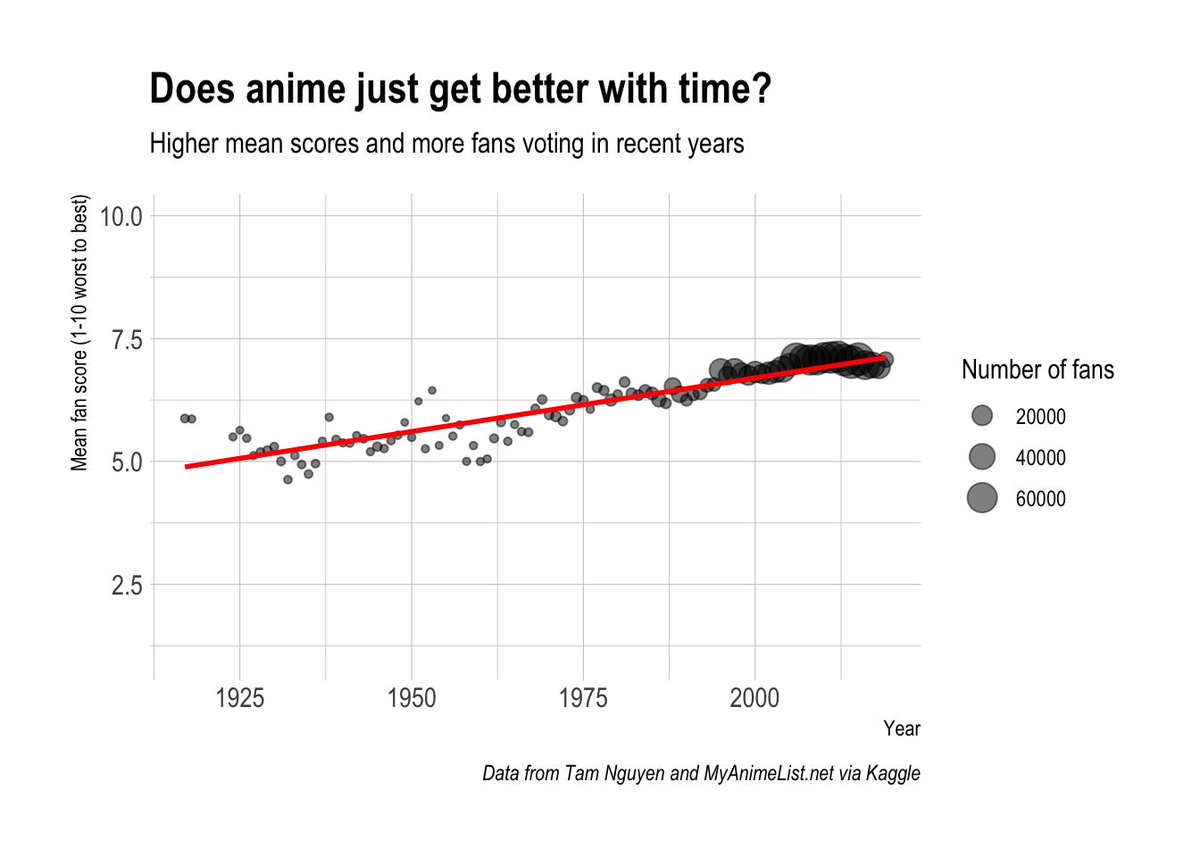 Does anime just get better with time?
Higher mean scores and more fans voting in recent years
Mean fan score (1-10 worst to best)
10.0
7.5
5.0
2.5
1925
1950
1975
2000
Year
Number of fans
20000
40000
60000
Data from Tam Nguyen and MyAnimeList.net via Kaggle